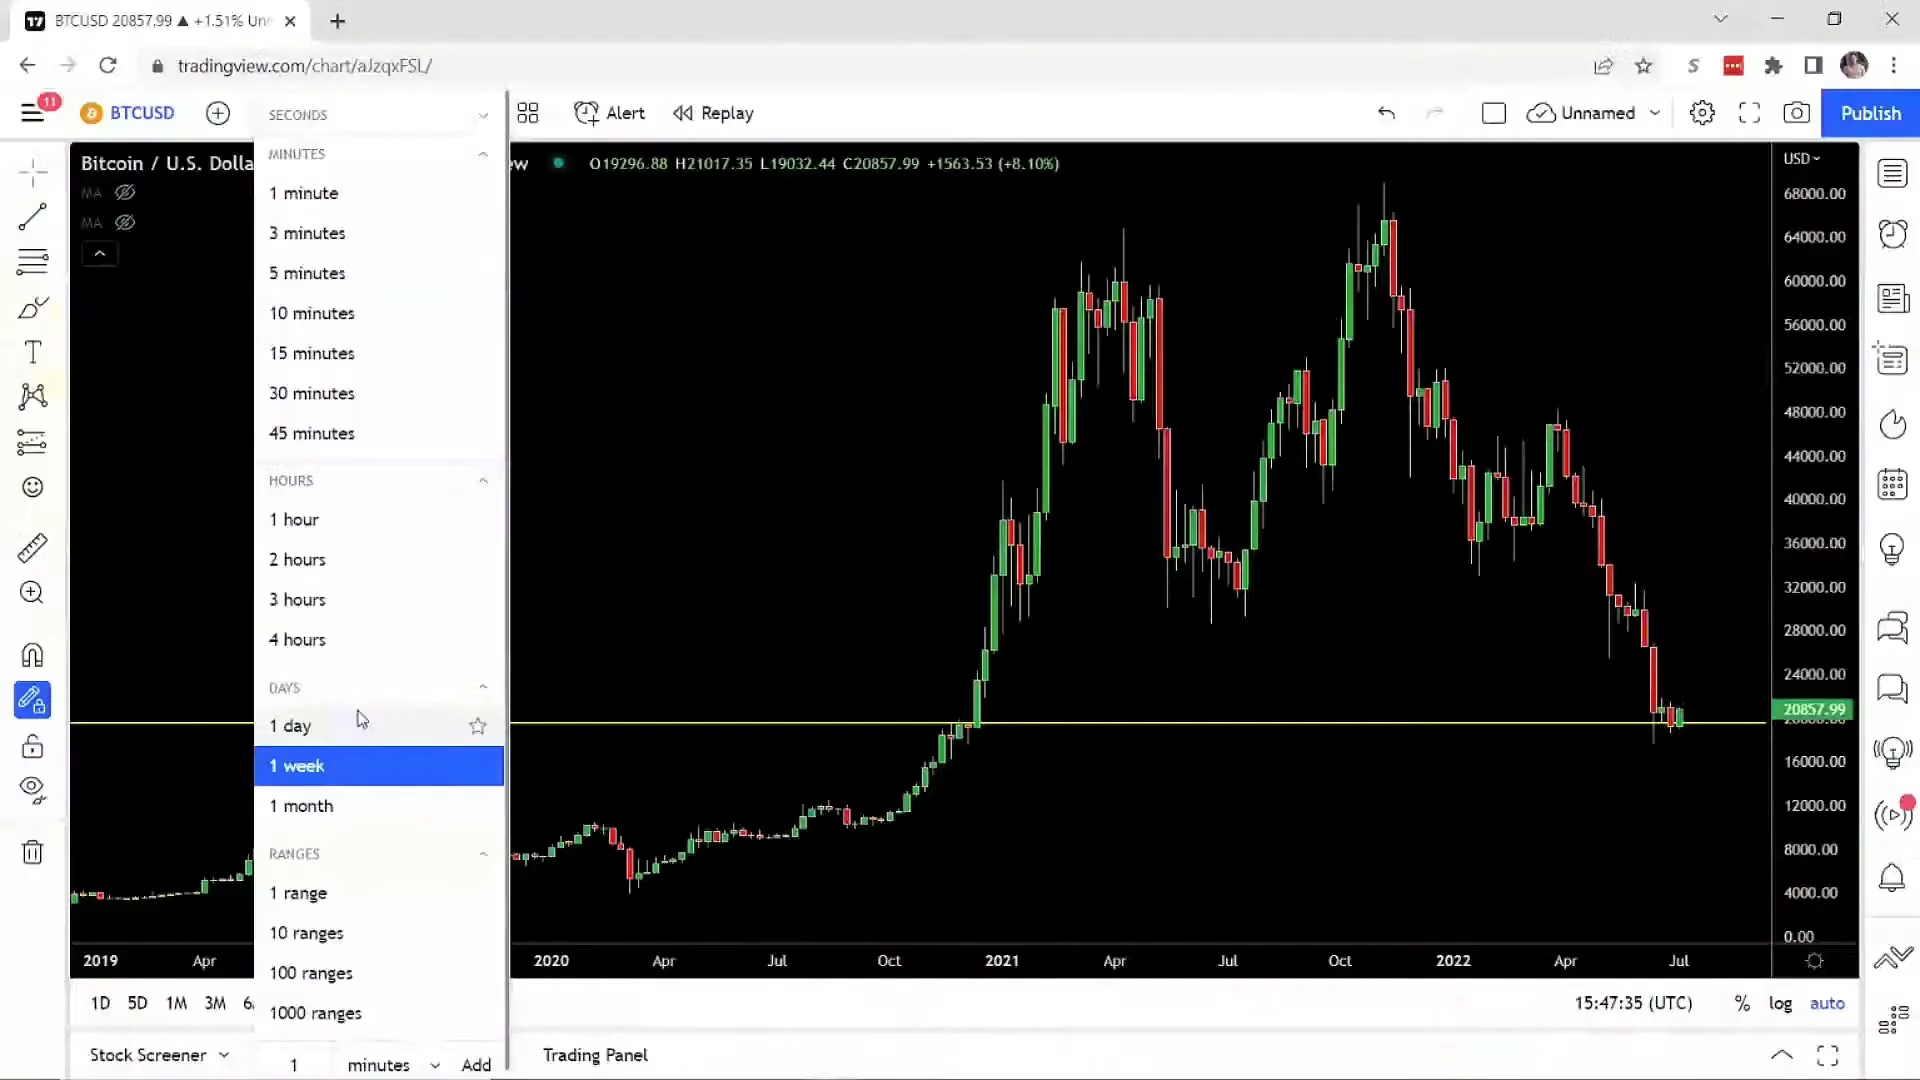 BTCUSD 20857.99 ▲ +1.51% Un
tradingview.com/chart/aJzqxFSL/
11
BTCUSD
Alert
Replay
Unnamed
Publish
Bitcoin / U.S. Dolla
O19296.88 H21017.35 L19032.44 C20857.99 +1563.53 (+8.10%)
MA
MA
SECONDS
MINUTES
1 minute
3 minutes
5 minutes
10 minutes
15 minutes
30 minutes
45 minutes
HOURS
1 hour
2 hours
3 hours
4 hours
DAYS
1 day
1 week
1 month
RANGES
1 range
10 ranges
100 ranges
1000 ranges
1 minutes Add
USD
68000.00
64000.00
60000.00
56000.00
52000.00
48000.00
44000.00
40000.00
36000.00
32000.00
28000.00
24000.00
20857.99
16000.00
12000.00
8000.00
4000.00
0.00
2019 Apr 2020 Apr Jul Oct 2021 Apr Jul Oct 2022 Apr Jul
1D 5D 1M 3M
15:47:35 (UTC) % log auto
Stock Screener
Trading Panel